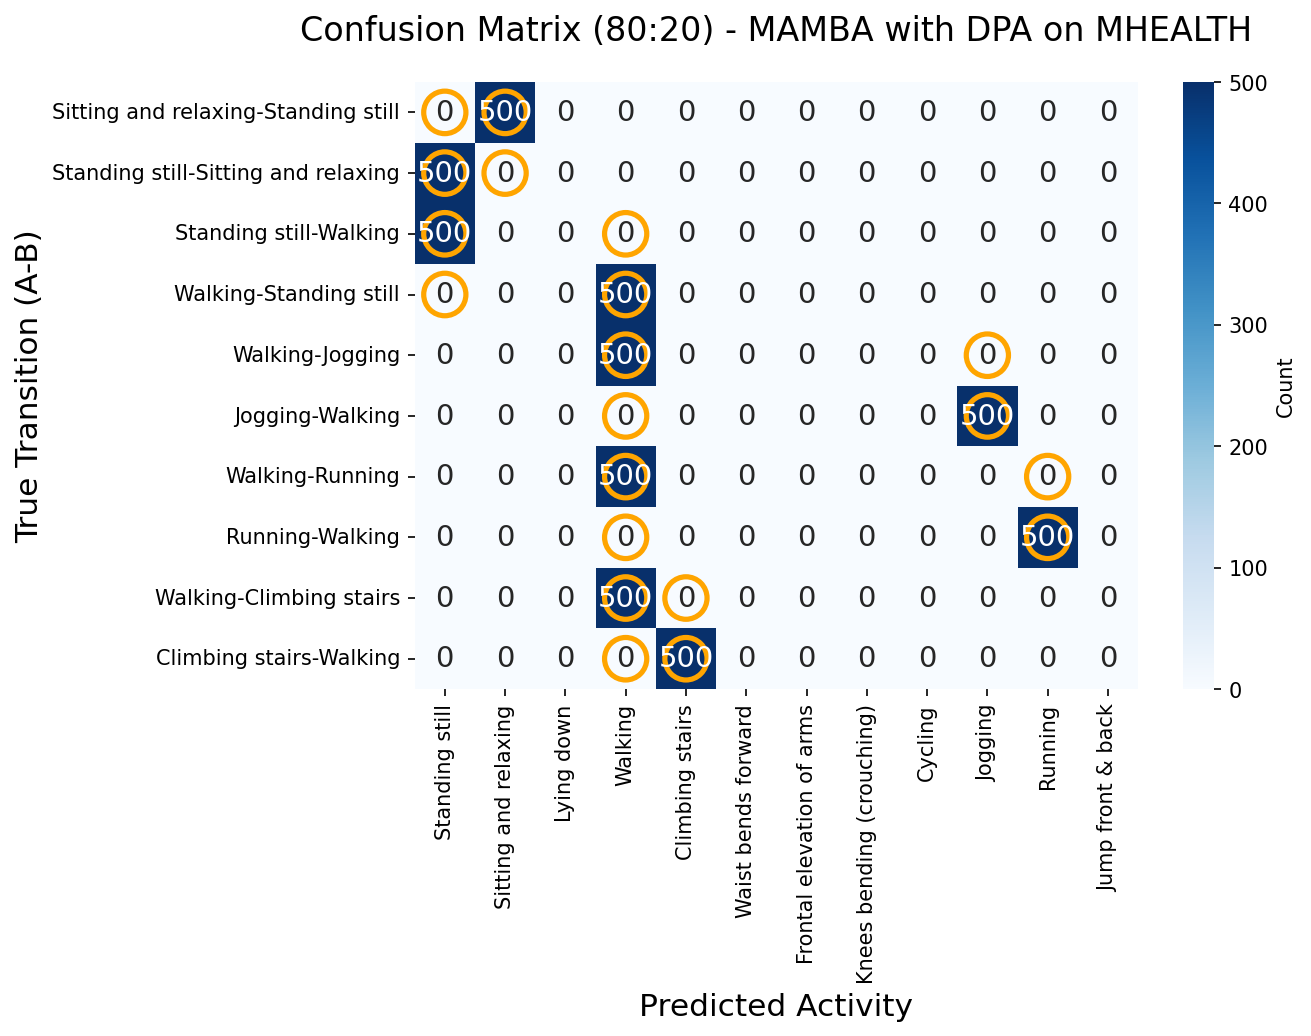 Confusion Matrix (80:20) - MAMBA with DPA on MHEALTH
True Transition (A-B)
Sitting and relaxing-Standing still 0 500 0 0 0 0 0 0 0 0 0 0
Standing still-Sitting and relaxing 500 0 0 0 0 0 0 0 0 0 0 0
Standing still-Walking 500 0 0 0 0 0 0 0 0 0 0 0
Walking-Standing still 0 0 0 500 0 0 0 0 0 0 0 0
Walking-Jogging 0 0 0 500 0 0 0 0 0 0 0 0
Jogging-Walking 0 0 0 0 0 0 0 0 0 500 0 0
Walking-Running 0 0 0 500 0 0 0 0 0 0 0 0
Running-Walking 0 0 0 0 0 0 0 0 0 0 500 0
Walking-Climbing stairs 0 0 0 500 0 0 0 0 0 0 0 0
Climbing stairs-Walking 0 0 0 0 500 0 0 0 0 0 0 0
Standing still
Sitting and relaxing
Lying down
Walking
Climbing stairs
Waist bends forward
Frontal elevation of arms
Knees bending (crouching)
Cycling
Jogging
Running
Jump front & back
Predicted Activity
500
400
300
200
100
0
Count